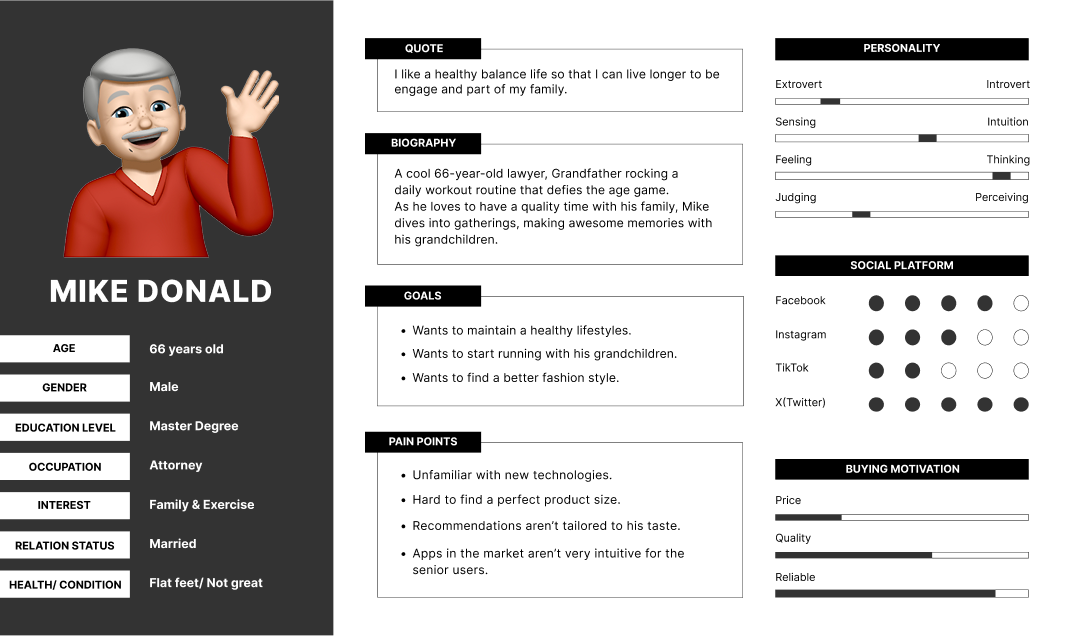 MIKE DONALD
AGE 66 years old
GENDER Male
EDUCATION LEVEL Master Degree
OCCUPATION Attorney
INTEREST Family & Exercise
RELATION STATUS Married
HEALTH/ CONDITION Flat feet/ Not great
QUOTE
I like a healthy balance life so that I can live longer to be
engage and part of my family.
BIOGRAPHY
A cool 66-year-old lawyer, Grandfather rocking a
daily workout routine that defies the age game.
As he loves to have a quality time with his family, Mike
dives into gatherings, making awesome memories with
his grandchildren.
GOALS
• Wants to maintain a healthy lifestyles.
• Wants to start running with his grandchildren.
• Wants to find a better fashion style.
PAIN POINTS
• Unfamiliar with new technologies.
• Hard to find a perfect product size.
• Recommendations aren’t tailored to his taste.
• Apps in the market aren’t very intuitive for the
senior users.
PERSONALITY
Extrovert Introvert
Sensing Intuition
Feeling Thinking
Judging Perceiving
SOCIAL PLATFORM
Facebook
Instagram
TikTok
X(Twitter)
BUYING MOTIVATION
Price
Quality
Reliable